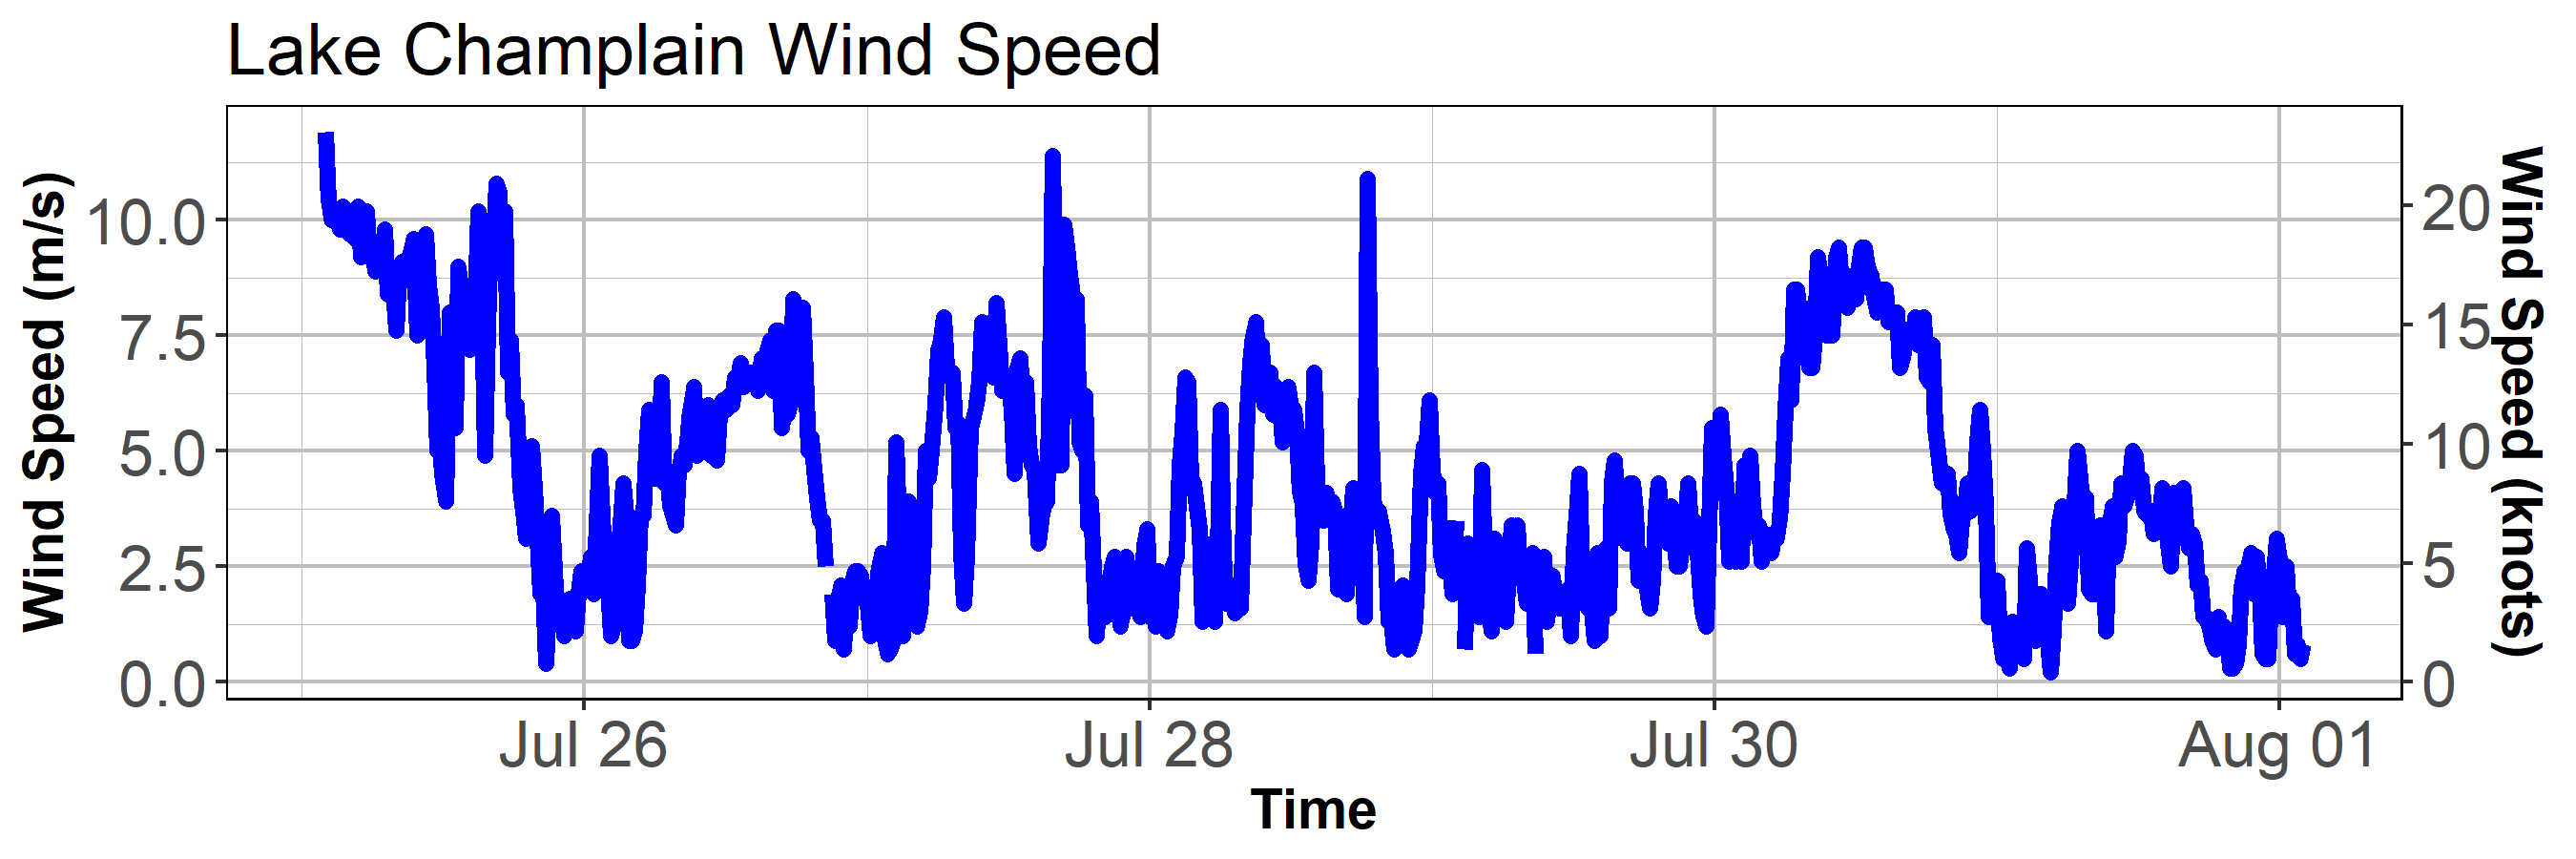 Lake Champlain Wind Speed
Wind Speed (m/s)
10.0
7.5
5.0
2.5
0.0
20
15
10
5
0
Wind Speed (knots)
Jul 26
Jul 28
Jul 30
Aug 01
Time